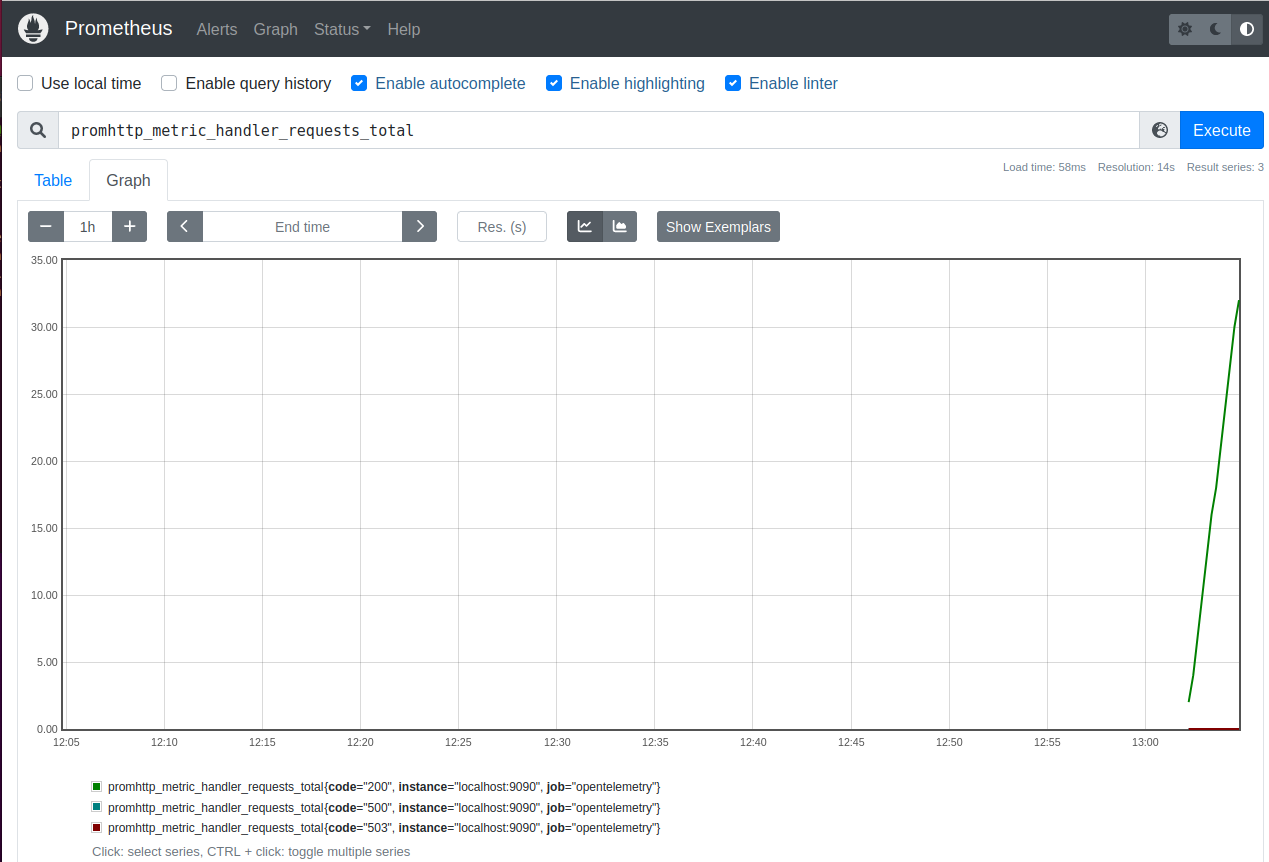 Prometheus Alerts Graph Status Help
Use local time Enable query history Enable autocomplete Enable highlighting Enable linter
promhttp_metric_handler_requests_total Execute
Load time: 58ms Resolution: 14s Result series: 3
Table Graph
1h End time Res. (s) Show Exemplars
35.00
30.00
25.00
20.00
15.00
10.00
5.00
0.00
12:05 12:10 12:15 12:20 12:25 12:30 12:35 12:40 12:45 12:50 12:55 13:00
promhttp_metric_handler_requests_total{code="200", instance="localhost:9090", job="opentelemetry"}
promhttp_metric_handler_requests_total{code="500", instance="localhost:9090", job="opentelemetry"}
promhttp_metric_handler_requests_total{code="503", instance="localhost:9090", job="opentelemetry"}
Click: select series, CTRL + click: toggle multiple series